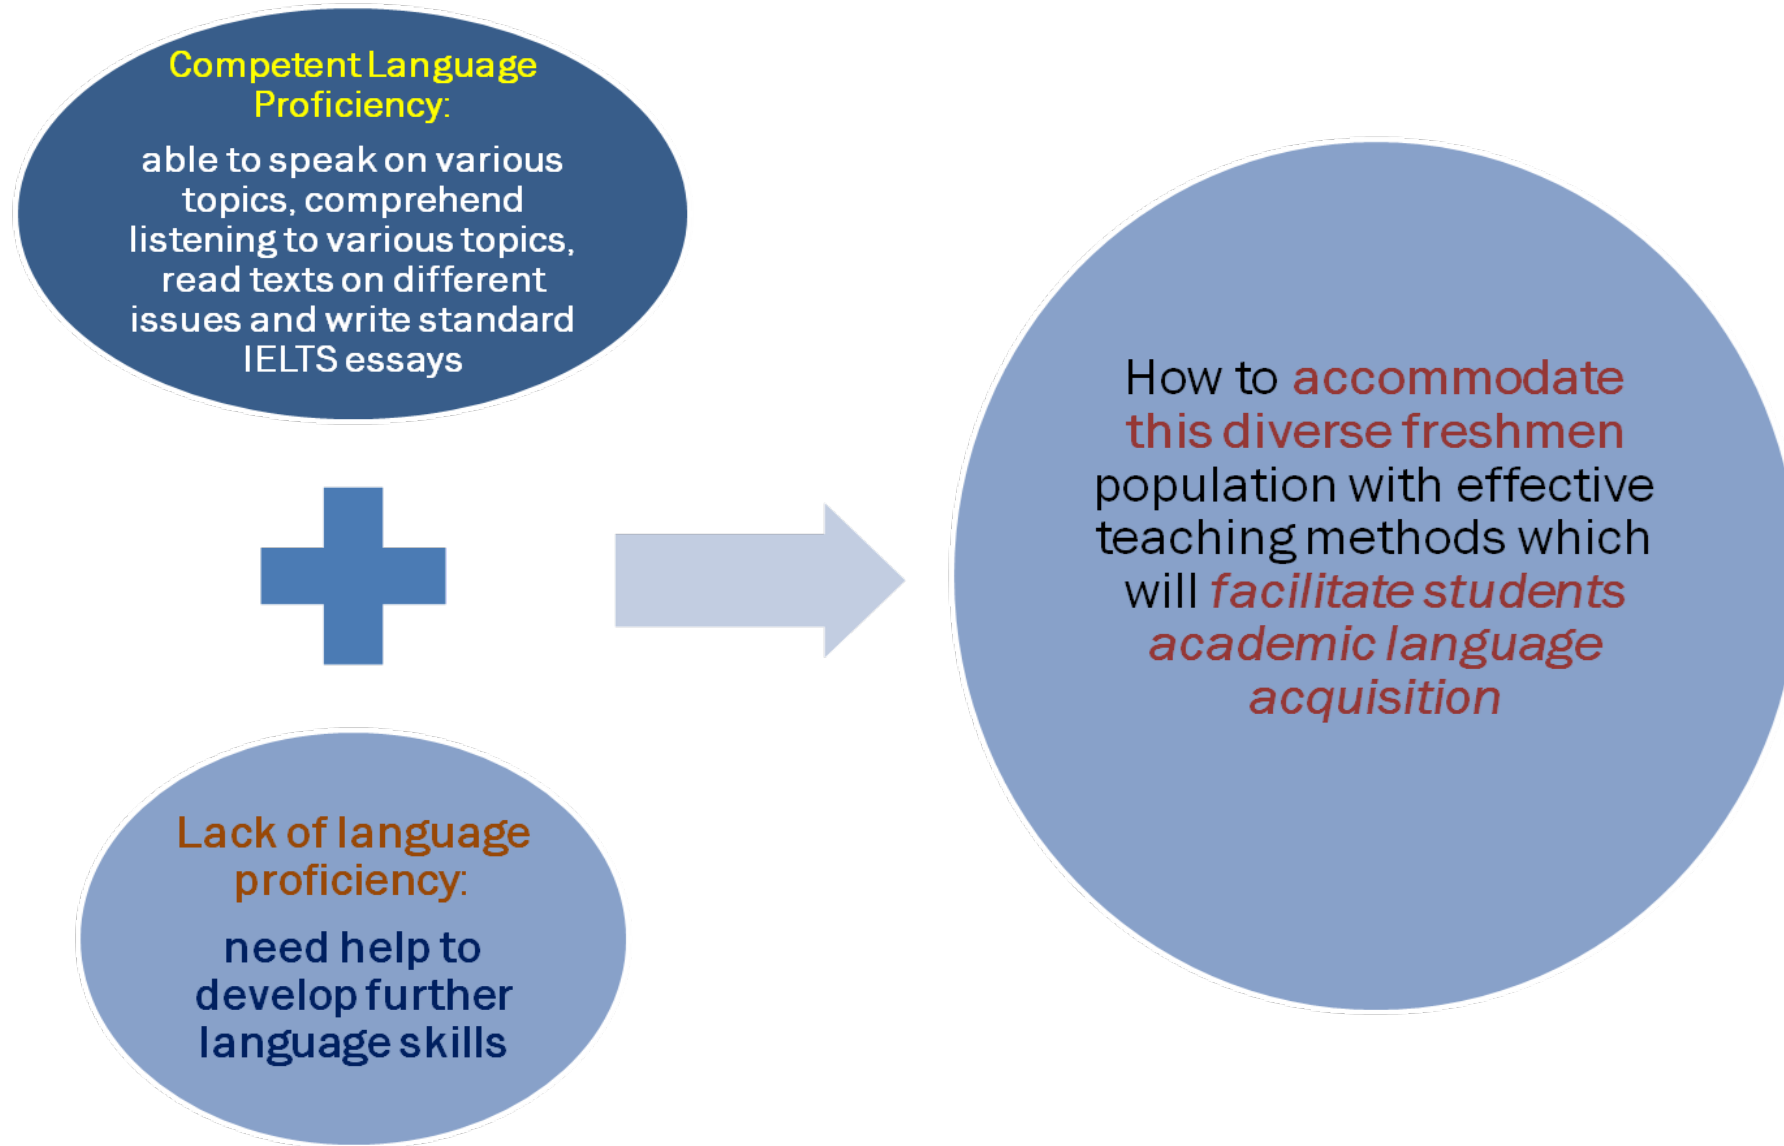 Competent Language
Proficiency:
able to speak on various
topics, comprehend
listening to various topics,
read texts on different
issues and write standard
IELTS essays
Lack of language
proficiency:
need help to
develop further
language skills
How to accommodate
this diverse freshmen
population with effective
teaching methods which
will facilitate students
academic language
acquisition